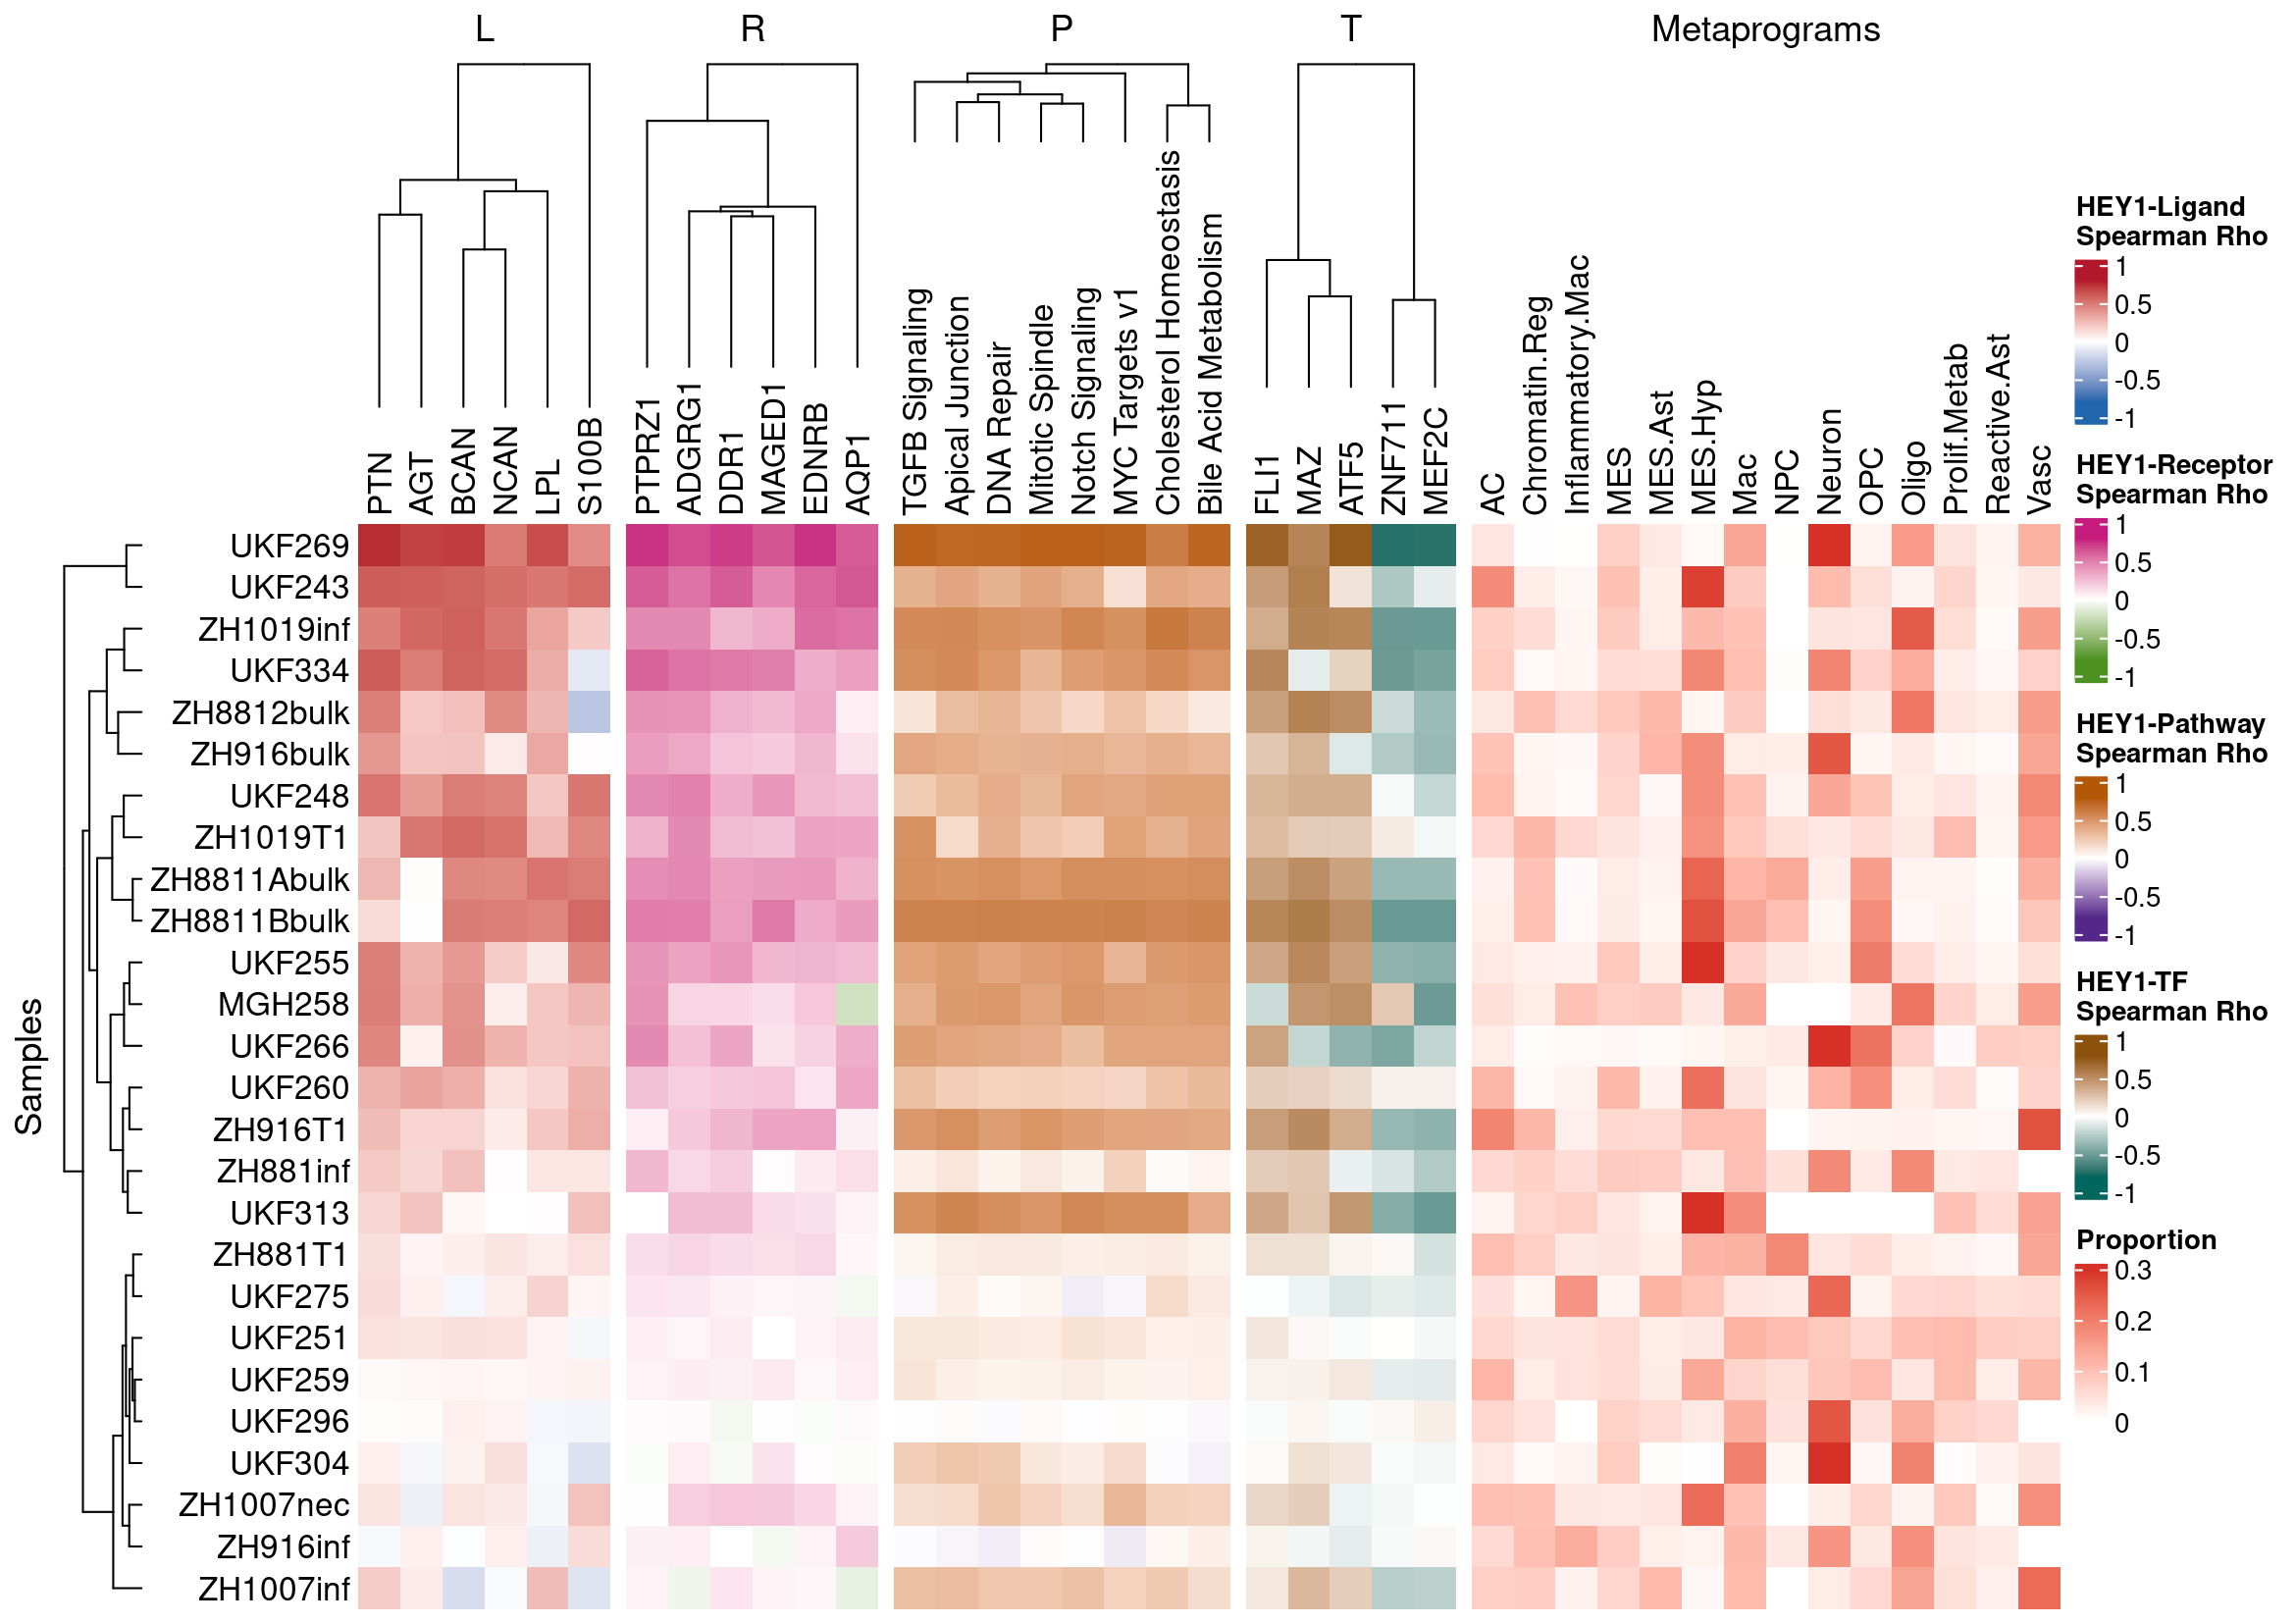 L
R
P
T
Metaprograms
PTN
AGT
BCAN
NCAN
LPL
S100B
PTPRZ1
ADGRG1
DDR1
MAGED1
EDNRB
AQP1
TGFB Signaling
Apical Junction
DNA Repair
Mitotic Spindle
Notch Signaling
MYC Targets v1
Cholesterol Homeostasis
Bile Acid Metabolism
FLI1
MAZ
ATF5
ZNF711
MEF2C
AC
Chromatin.Reg
Inflammatory.Mac
MES
MES.Ast
MES.Hyp
Mac
NPC
Neuron
OPC
Oligo
Prolif.Metab
Reactive.Ast
Vasc
Samples
UKF269
UKF243
ZH1019inf
UKF334
ZH8812bulk
ZH916bulk
UKF248
ZH1019T1
ZH8811Abulk
ZH8811Bbulk
UKF255
MGH258
UKF266
UKF260
ZH916T1
ZH881inf
UKF313
ZH881T1
UKF275
UKF251
UKF259
UKF296
UKF304
ZH1007nec
ZH916inf
ZH1007inf
HEY1-Ligand
Spearman Rho
1
0.5
0
-0.5
-1
HEY1-Receptor
Spearman Rho
1
0.5
0
-0.5
-1
HEY1-Pathway
Spearman Rho
1
0.5
0
-0.5
-1
HEY1-TF
Spearman Rho
1
0.5
0
-0.5
-1
Proportion
0.3
0.2
0.1
0